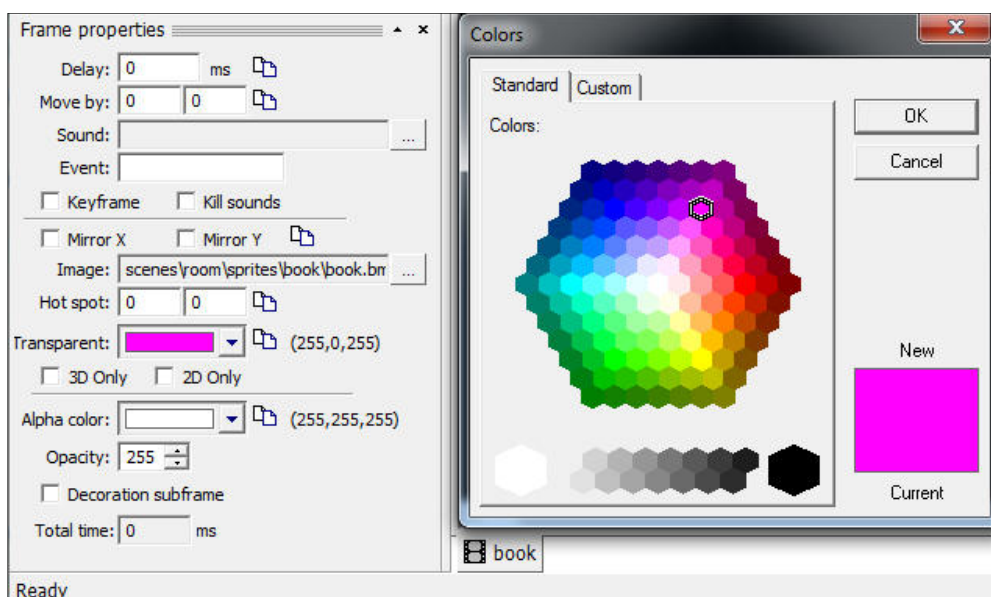 Frame properties
Delay: 0 ms
Move by: 0 0
Sound: ...
Event:
Keyframe Kill sounds
Mirror X Mirror Y
Image: scenes\room\sprites\book\book.bm ...
Hot spot: 0 0
Transparent: (255,0,255)
3D Only 2D Only
Alpha color: (255,255,255)
Opacity: 255
Decoration subframe
Total time: 0 ms
Ready
Colors
Standard Custom
Colors:
OK
Cancel
New
Current
book